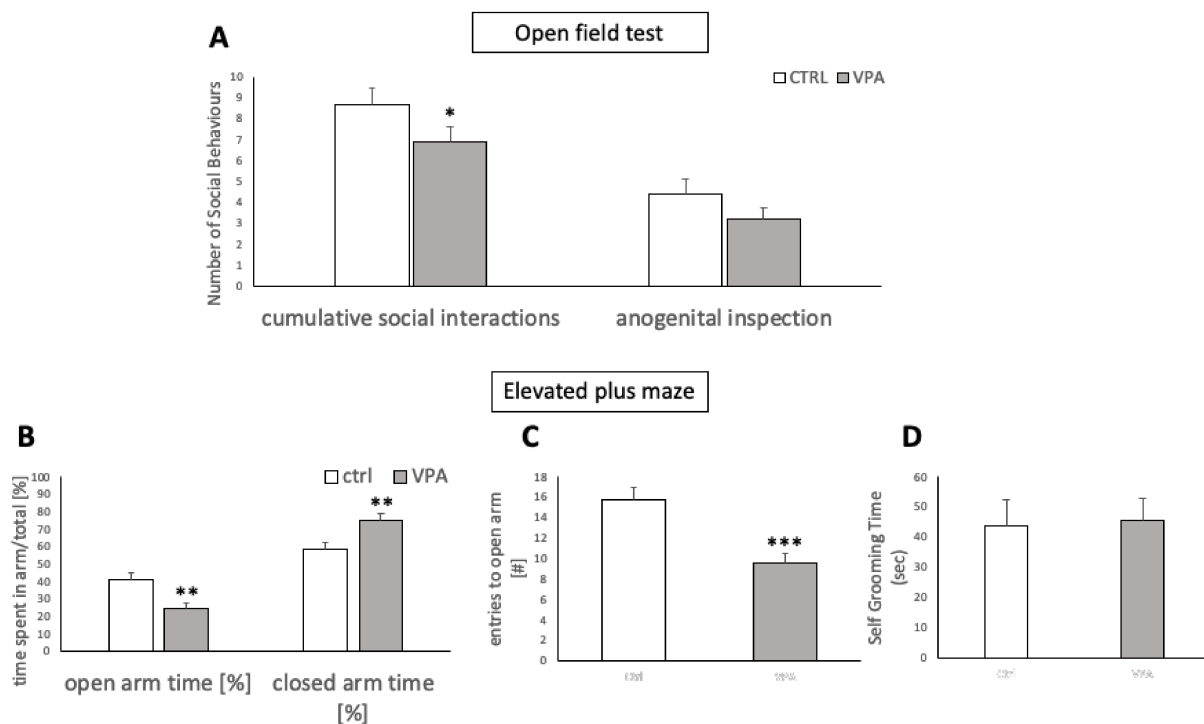 Open field test
A
CTRL VPA
Number of Social Behaviours
10
9
8
7
6
5
4
3
2
1
0
*
cumulative social interactions
anogenital inspection
Elevated plus maze
B
ctrl VPA
time spent in arm/total [%]
100
90
80
70
60
50
40
30
20
10
0
**
**
open arm time [%]
closed arm time
[%]
C
entries to open arm
[#]
18
16
14
12
10
8
6
4
2
0
***
Ctrl
VPA
D
Self Grooming Time
(sec)
60
50
40
30
20
10
0
Ctrl
VPA